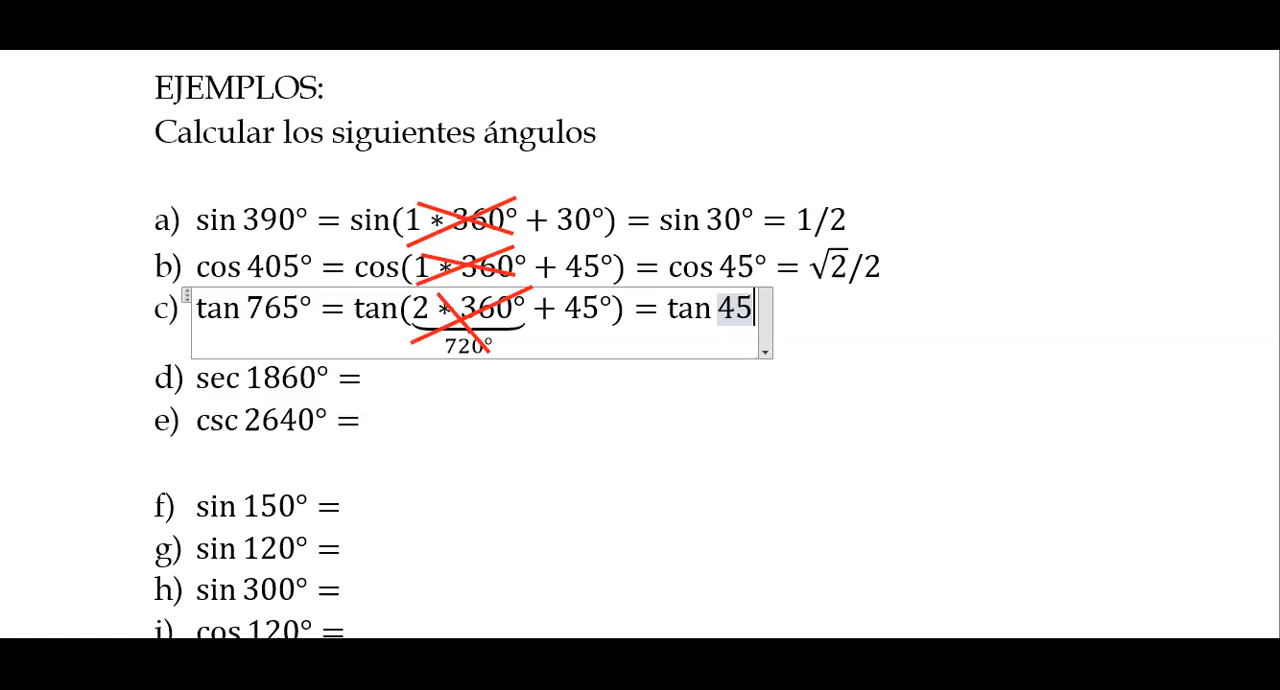 EJEMPLOS:
Calcular los siguientes ángulos
a) sin 390° = sin(1 * 360° + 30°) = sin 30° = 1/2
b) cos 405° = cos(1 * 360° + 45°) = cos 45° = √2/2
c) tan 765° = tan(2 * 360° + 45°) = tan 45
720°
d) sec 1860° =
e) csc 2640° =
f) sin 150° =
g) sin 120° =
h) sin 300° =
i) cos 120° =